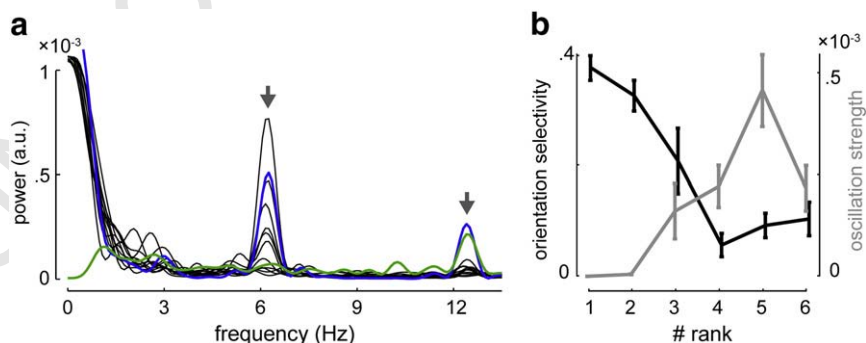 a
×10⁻³
1
.5
0
power (a.u.)
0 3 6 9 12
frequency (Hz)
b
×10⁻³
.4
0
orientation selectivity
.5
0
oscillation strength
1 2 3 4 5 6
# rank